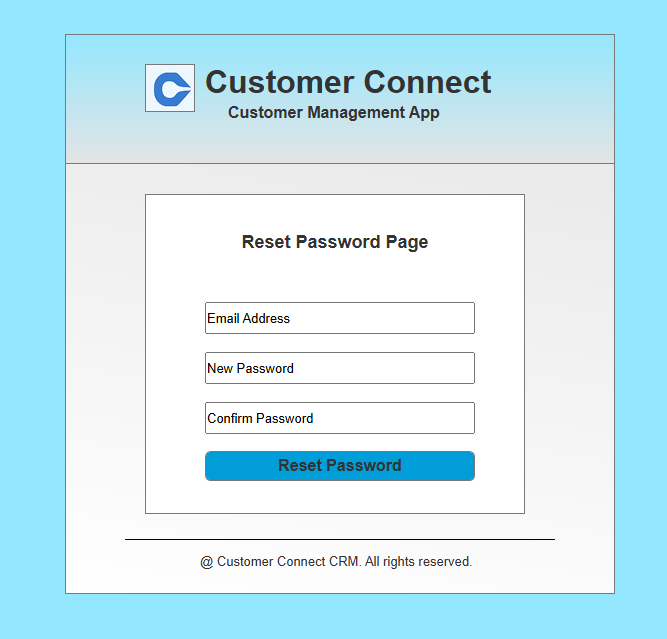 Customer Connect
Customer Management App
Reset Password Page
Email Address
New Password
Confirm Password
Reset Password
@ Customer Connect CRM. All rights reserved.